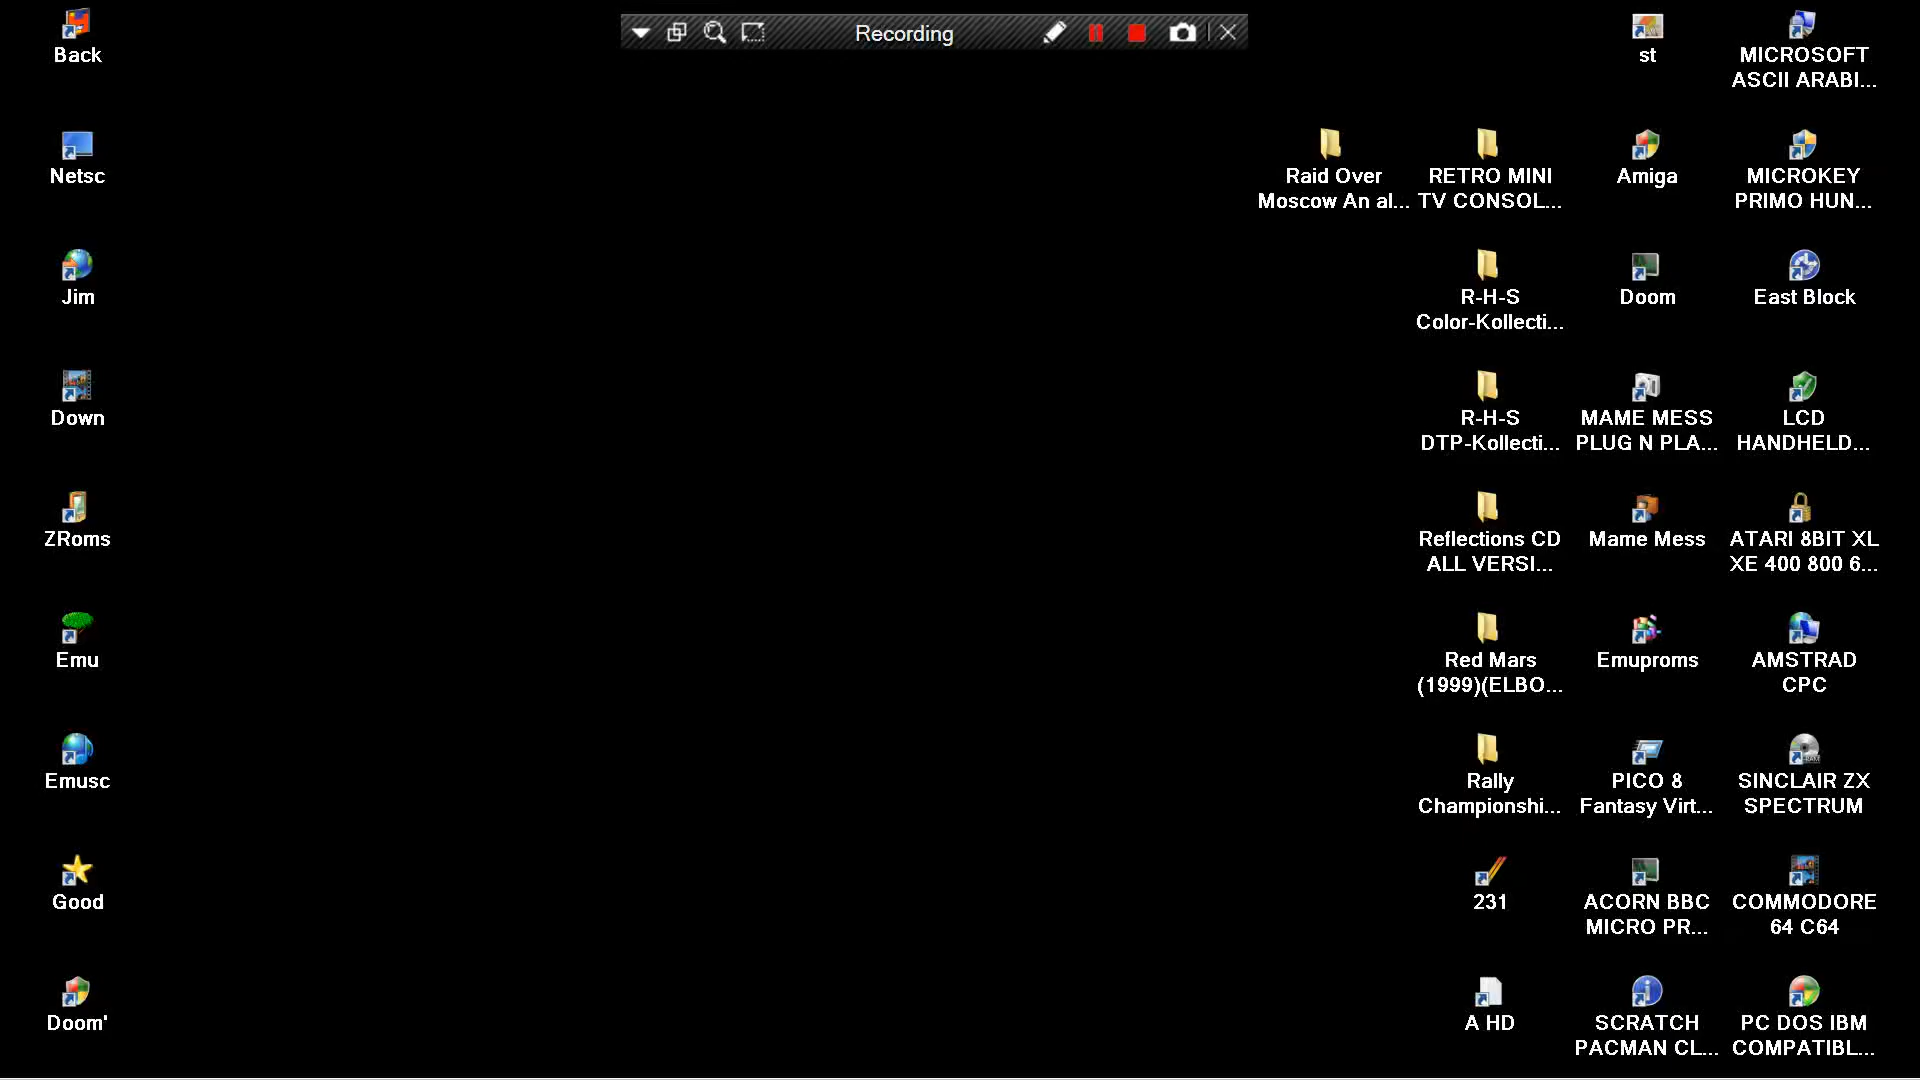 Recording
Back
Netsc
Jim
Down
ZRoms
Emu
Emusc
Good
Doom'
Raid Over
Moscow An al...
RETRO MINI
TV CONSOL...
R-H-S
Color-Kollecti...
R-H-S
DTP-Kollecti...
Reflections CD
ALL VERSI...
Red Mars
(1999)(ELBO...
Rally
Championshi...
231
A HD
st
Amiga
Doom
MAME MESS
PLUG N PLA...
Mame Mess
Emuproms
PICO 8
Fantasy Virt...
ACORN BBC
MICRO PR...
SCRATCH
PACMAN CL...
MICROSOFT
ASCII ARABI...
MICROKEY
PRIMO HUN...
East Block
LCD
HANDHELD...
ATARI 8BIT XL
XE 400 800 6...
AMSTRAD
CPC
SINCLAIR ZX
SPECTRUM
COMMODORE
64 C64
PC DOS IBM
COMPATIBL...